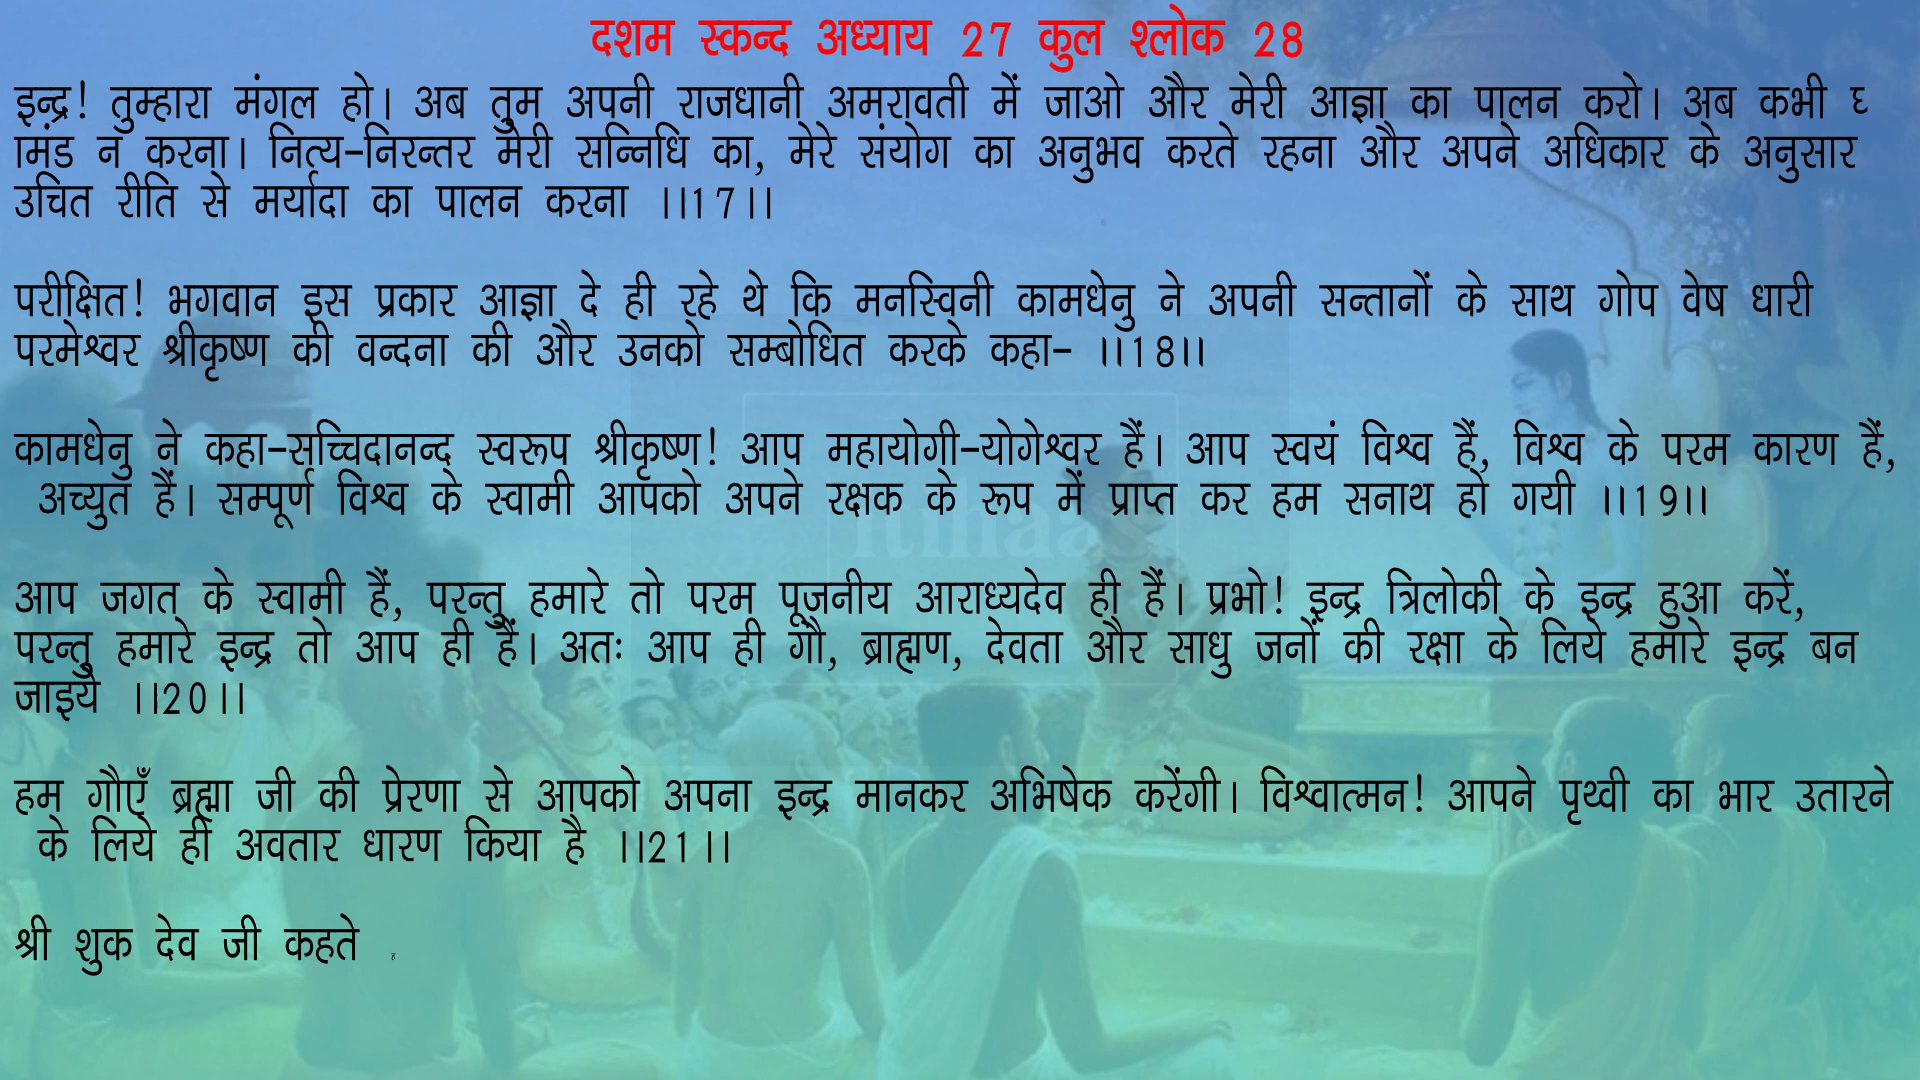 दशम स्कन्द अध्याय 27 कुल श्लोक 28
इन्द्र! तुम्हारा मंगल हो। अब तुम अपनी राजधानी अमरावती में जाओ और मेरी आज्ञा का पालन करो। अब कभी घ
मंड न करना। नित्य-निरन्तर मेरी सन्निधि का, मेरे संयोग का अनुभव करते रहना और अपने अधिकार के अनुसार
उचित रीति से मर्यादा का पालन करना ।।17।।
परीक्षित! भगवान इस प्रकार आज्ञा दे ही रहे थे कि मनस्विनी कामधेनु ने अपनी सन्तानों के साथ गोप वेष धारी
परमेश्वर श्रीकृष्ण की वन्दना की और उनको सम्बोधित करके कहा- ।।18।।
कामधेनु ने कहा-सच्चिदानन्द स्वरूप श्रीकृष्ण! आप महायोगी-योगेश्वर हैं। आप स्वयं विश्व हैं, विश्व के परम कारण हैं,
अच्युत हैं। सम्पूर्ण विश्व के स्वामी आपको अपने रक्षक के रूप में प्राप्त कर हम सनाथ हो गयी ।।19।।
आप जगत के स्वामी हैं, परन्तु हमारे तो परम पूजनीय आराध्यदेव ही हैं। प्रभो! इन्द्र त्रिलोकी के इन्द्र हुआ करें,
परन्तु हमारे इन्द्र तो आप ही हैं। अतः आप ही गौ, ब्राह्मण, देवता और साधु जनों की रक्षा के लिये हमारे इन्द्र बन
जाइये ।।20।।
हम गौएँ ब्रह्मा जी की प्रेरणा से आपको अपना इन्द्र मानकर अभिषेक करेंगी। विश्वात्मन! आपने पृथ्वी का भार उतारने
के लिये ही अवतार धारण किया है ।।21।।
श्री शुक देव जी कहते ह